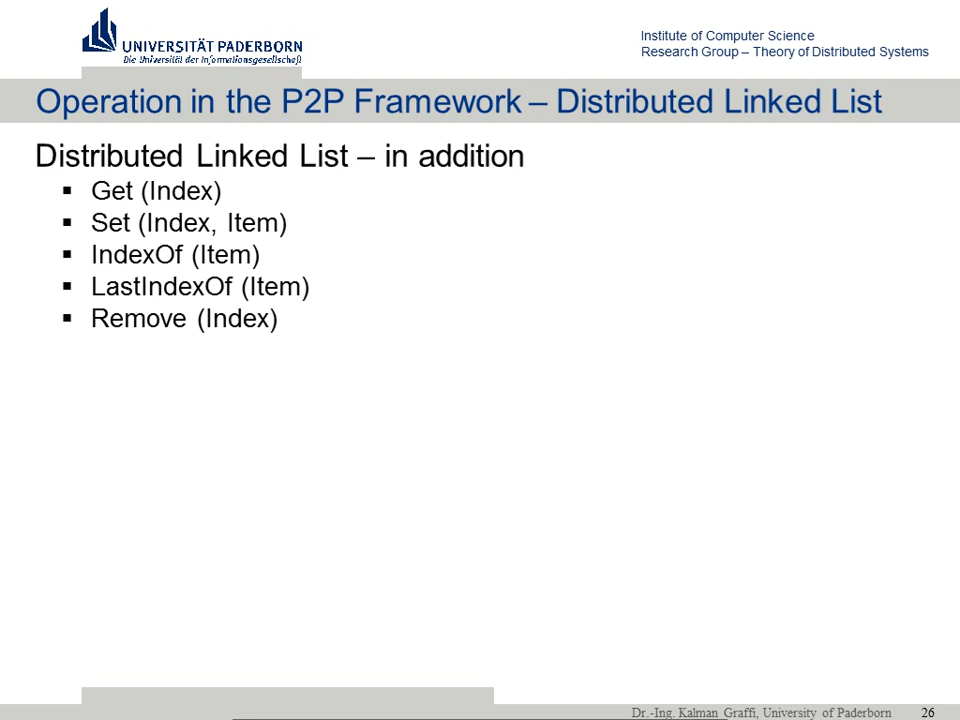 UNIVERSITÄT PADERBORN
Die Universität der Informationsgesellschaft
Institute of Computer Science
Research Group – Theory of Distributed Systems
Operation in the P2P Framework – Distributed Linked List
Distributed Linked List – in addition
▪ Get (Index)
▪ Set (Index, Item)
▪ IndexOf (Item)
▪ LastIndexOf (Item)
▪ Remove (Index)
Dr.-Ing. Kalman Graffi, University of Paderborn 26